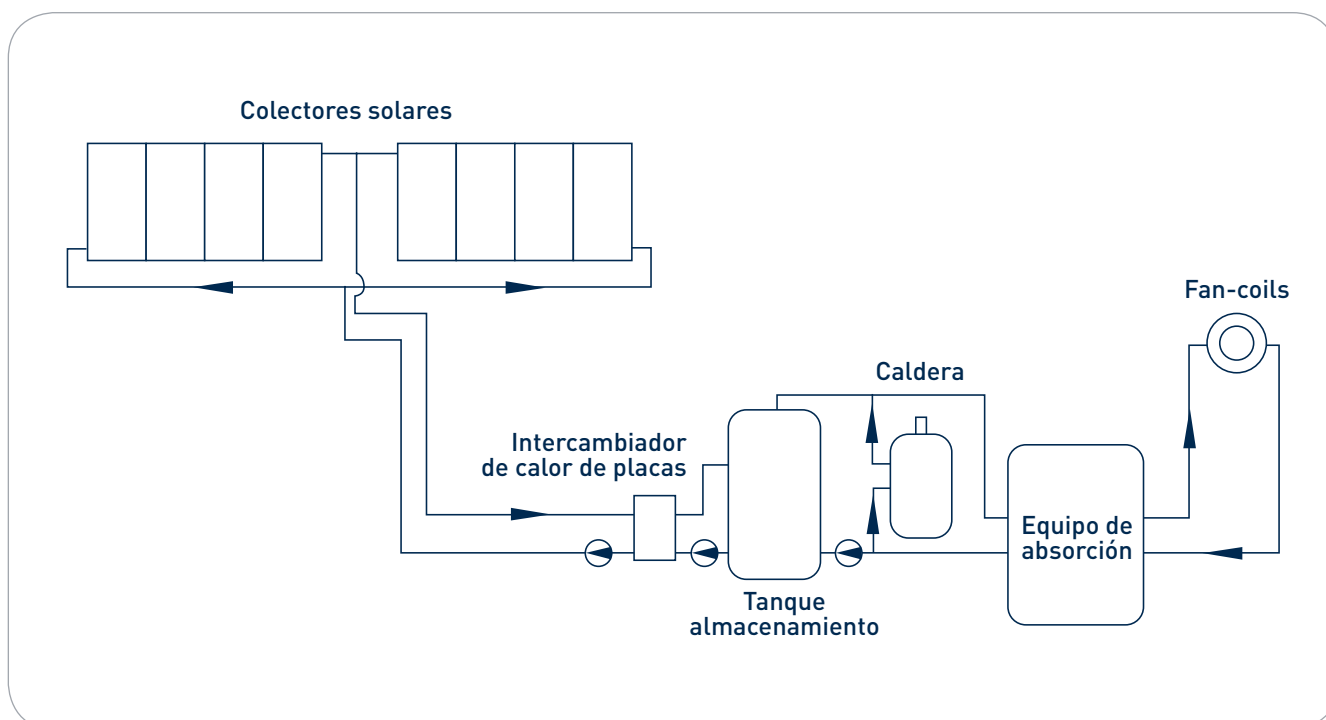 Colectores solares
Fan-coils
Caldera
Intercambiador
de calor de placas
Equipo de
absorción
Tanque
almacenamiento